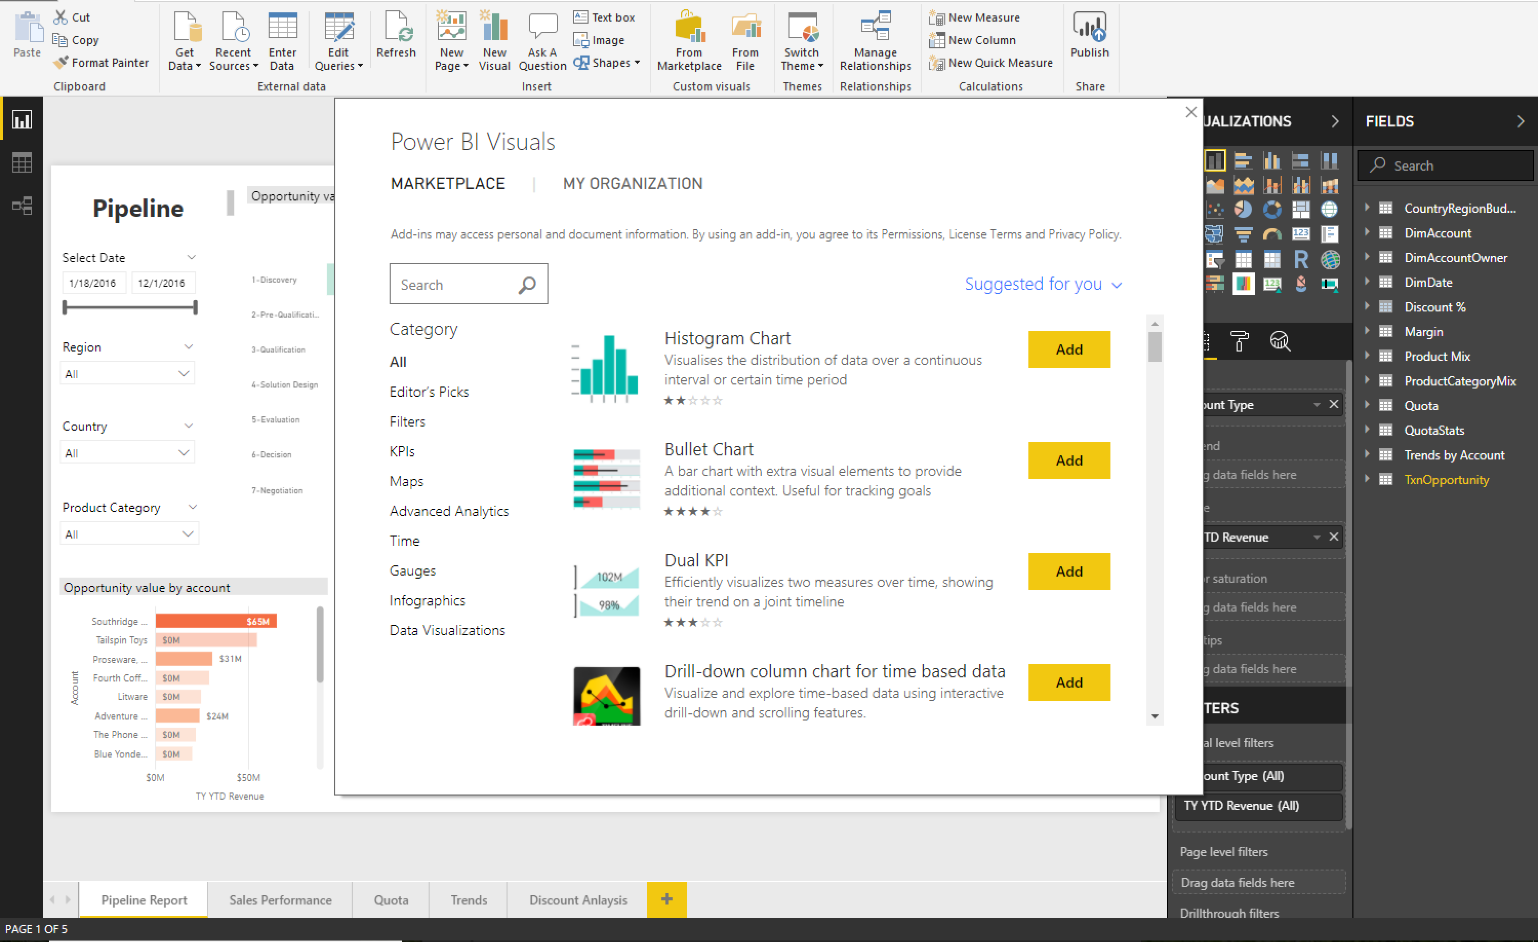 Paste
Cut
Copy
Format Painter
Clipboard
Get Data
Recent Sources
Enter Data
Edit Queries
External data
Refresh
New Page
New Visual
Ask A Question
Text box
Image
Shapes
Insert
From Marketplace
From File
Custom visuals
Switch Theme
Themes
Manage Relationships
Relationships
New Measure
New Column
New Quick Measure
Calculations
Publish
Share
Pipeline
Opportunity va
Select Date
1/18/2016
12/1/2016
Region
All
Country
All
Product Category
All
1-Discovery
2-Pre-Qualificati...
3-Qualification
4-Solution Design
5-Evaluation
6-Decision
7-Negotiation
Opportunity value by account
Account
Southridge ... $65M
Tailspin Toys $0M
Proseware, ... $31M
Fourth Coff... $0M
Litware $0M
Adventure ... $24M
The Phone ... $0M
Blue Yonde... $0M
$0M $50M
TY YTD Revenue
Power BI Visuals
MARKETPLACE | MY ORGANIZATION
Add-ins may access personal and document information. By using an add-in, you agree to its Permissions, License Terms and Privacy Policy.
Search
Suggested for you
Category
All
Editor's Picks
Filters
KPIs
Maps
Advanced Analytics
Time
Gauges
Infographics
Data Visualizations
Histogram Chart
Visualises the distribution of data over a continuous
interval or certain time period
Add
Bullet Chart
A bar chart with extra visual elements to provide
additional context. Useful for tracking goals
Add
102M
98%
Dual KPI
Efficiently visualizes two measures over time, showing
their trend on a joint timeline
Add
Drill-down column chart for time based data
Visualize and explore time-based data using interactive
drill-down and scrolling features.
Add
UALIZATIONS
123
R
ount Type
end
g data fields here
e
TD Revenue
or saturation
g data fields here
tips
g data fields here
TERS
al level filters
ount Type (All)
TY YTD Revenue (All)
Page level filters
Drag data fields here
Drillthrough filters
FIELDS
Search
CountryRegionBud...
DimAccount
DimAccountOwner
DimDate
Discount %
Margin
Product Mix
ProductCategoryMix
Quota
QuotaStats
Trends by Account
TxnOpportunity
Pipeline Report
Sales Performance
Quota
Trends
Discount Anlaysis
+
PAGE 1 OF 5